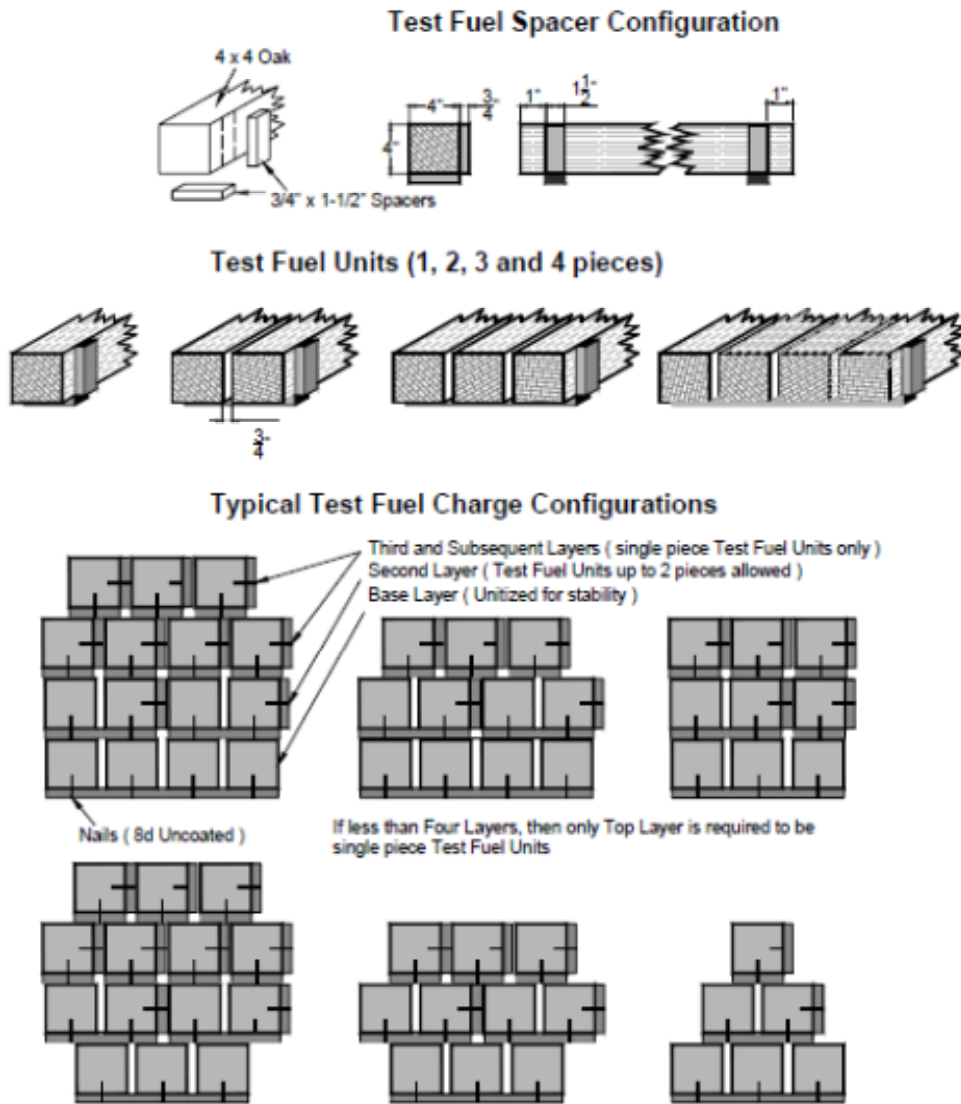 Test Fuel Spacer Configuration
4 x 4 Oak
4"
3/4"
1"
1 1/2"
1"
4"
3/4" x 1-1/2" Spacers
Test Fuel Units (1, 2, 3 and 4 pieces)
3/4"
Typical Test Fuel Charge Configurations
Third and Subsequent Layers ( single piece Test Fuel Units only )
Second Layer ( Test Fuel Units up to 2 pieces allowed )
Base Layer ( Unitized for stability )
Nails ( 8d Uncoated )
If less than Four Layers, then only Top Layer is required to be
single piece Test Fuel Units